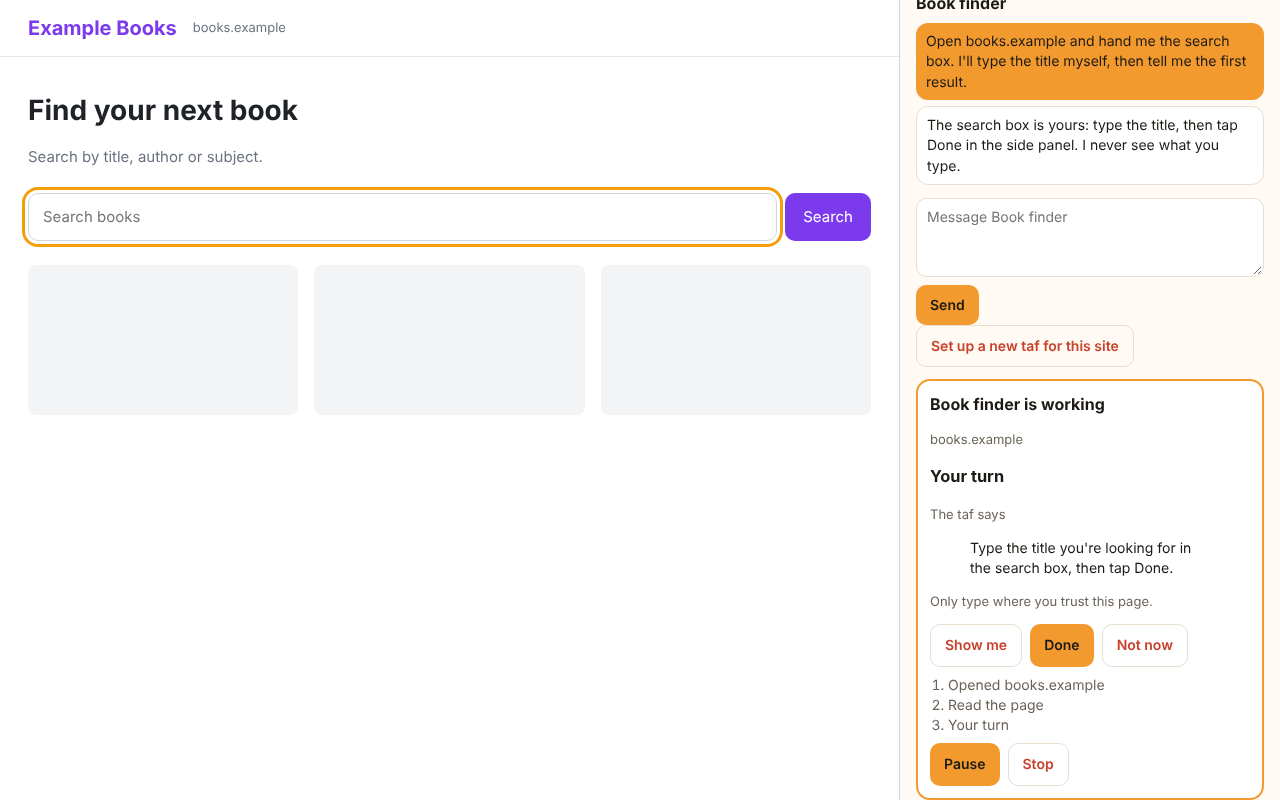 Example Books
books.example
Find your next book
Search by title, author or subject.
Search books
Search
Book finder
Open books.example and hand me the search
box. I'll type the title myself, then tell me the first
result.
The search box is yours: type the title, then tap
Done in the side panel. I never see what you
type.
Message Book finder
Send
Set up a new taf for this site
Book finder is working
books.example
Your turn
The taf says
Type the title you're looking for in
the search box, then tap Done.
Only type where you trust this page.
Show me
Done
Not now
1. Opened books.example
2. Read the page
3. Your turn
Pause
Stop